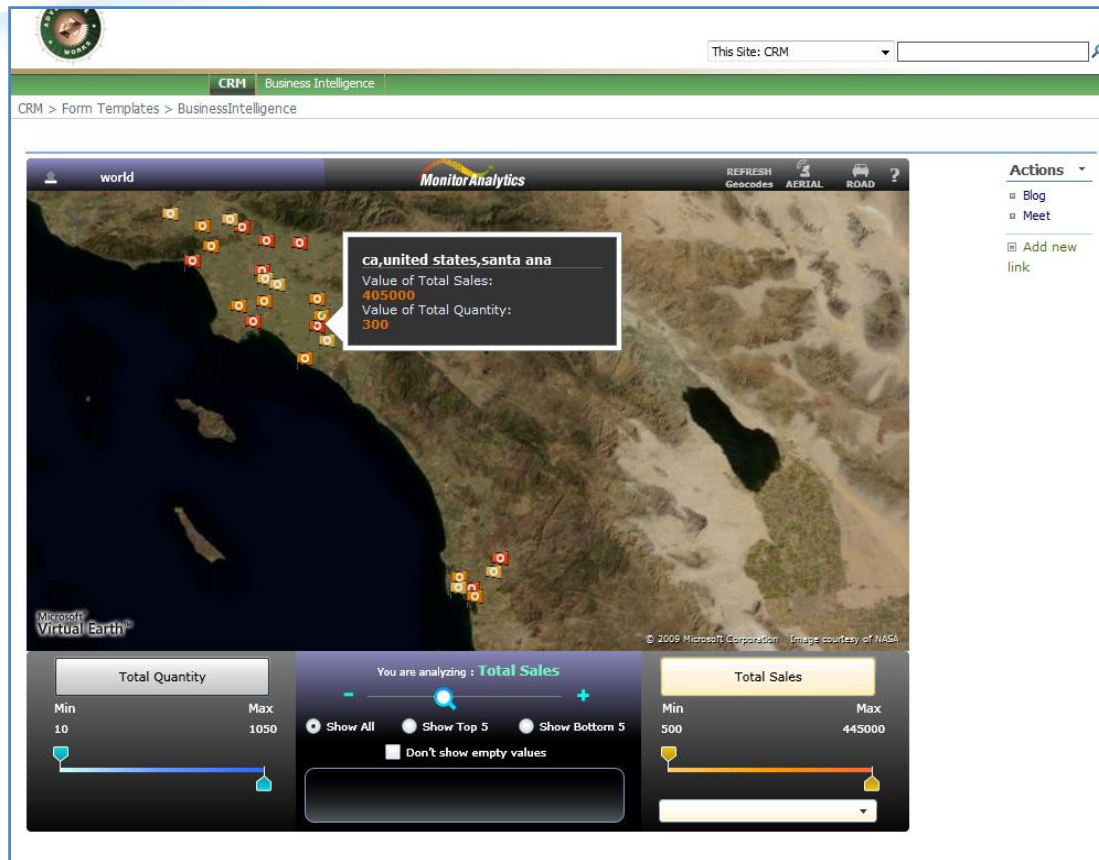 ADVE
WORKS
This Site: CRM
CRM Business Intelligence
CRM > Form Templates > BusinessIntelligence
world
MonitorAnalytics
REFRESH
Geocodes
AERIAL
ROAD
?
Actions
Blog
Meet
Add new
link
ca,united states,santa ana
Value of Total Sales:
405000
Value of Total Quantity:
300
Microsoft®
Virtual Earth™
© 2009 Microsoft Corporation Image courtesy of NASA
Total Quantity
Min Max
10 1050
You are analyzing : Total Sales
- +
Show All Show Top 5 Show Bottom 5
Don't show empty values
Total Sales
Min Max
500 445000